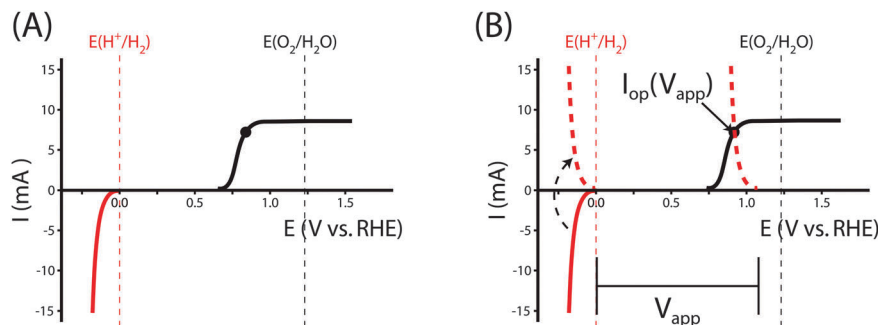 (A)
E(H⁺/H₂)
E(O₂/H₂O)
15
10
5
0
-5
-10
-15
I (mA)
0.0
0.5
1.0
1.5
E (V vs. RHE)
(B)
E(H⁺/H₂)
E(O₂/H₂O)
Iop(Vapp)
15
10
5
0
-5
-10
-15
I (mA)
0.0
0.5
1.0
1.5
E (V vs. RHE)
Vapp